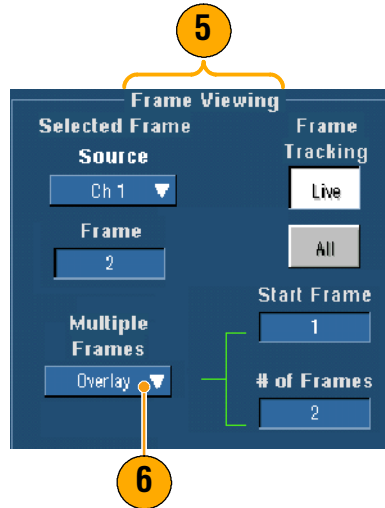 5
Frame Viewing
Selected Frame
Source
Ch 1
Frame
2
Multiple
Frames
Overlay
Frame
Tracking
Live
All
Start Frame
1
# of Frames
2
6